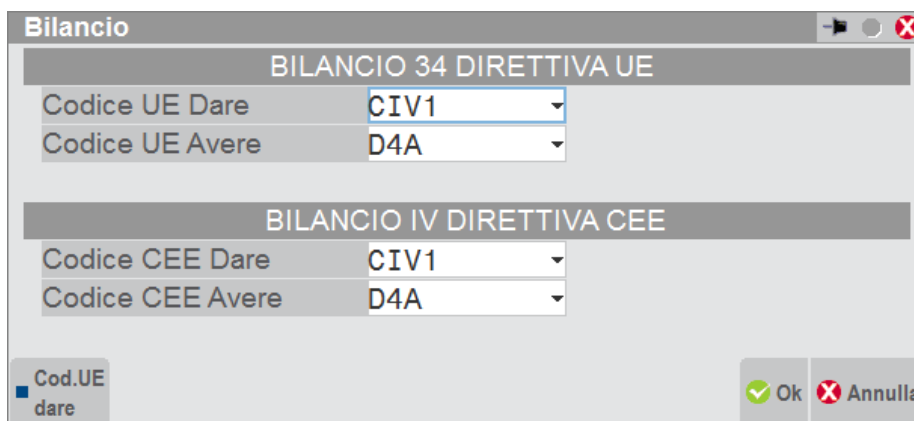 Bilancio
BILANCIO 34 DIRETTIVA UE
Codice UE Dare CIV1
Codice UE Avere D4A
BILANCIO IV DIRETTIVA CEE
Codice CEE Dare CIV1
Codice CEE Avere D4A
Cod.UE
dare
Ok Annulla